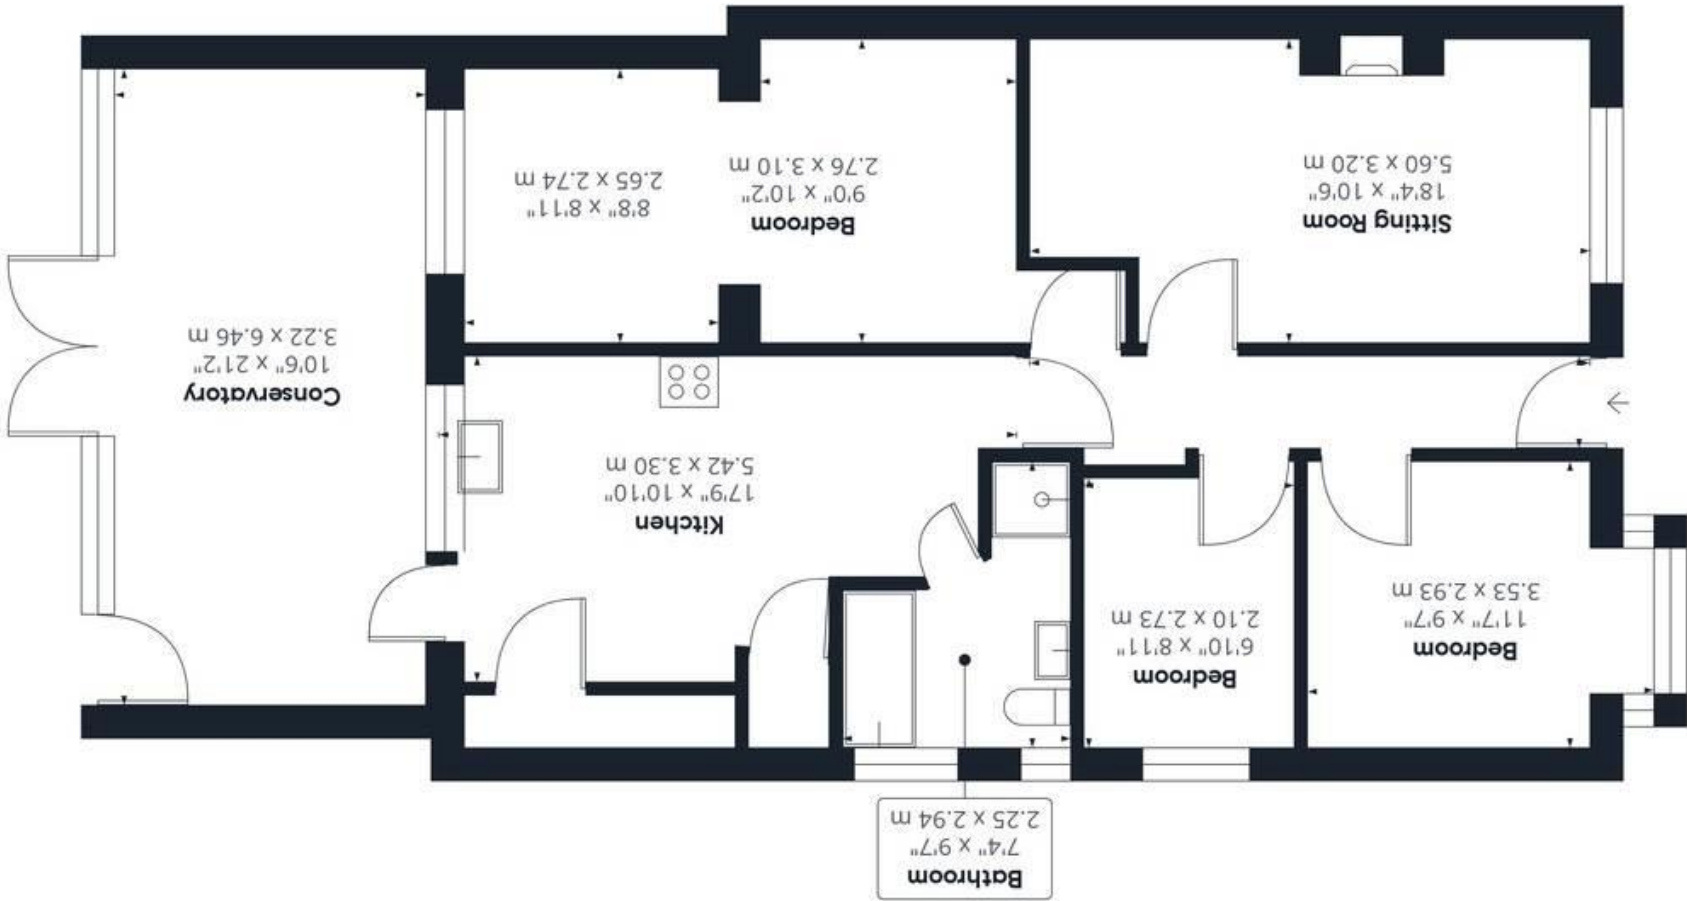 Bathroom
7'4" x 9'7"
2.25 x 2.94 m
Bedroom
11'7" x 9'7"
3.53 x 2.93 m
Bedroom
6'10" x 8'11"
2.10 x 2.73 m
Kitchen
17'9" x 10'10"
5.42 x 3.30 m
Conservatory
10'6" x 21'2"
3.22 x 6.46 m
Sitting Room
18'4" x 10'6"
5.60 x 3.20 m
Bedroom
9'0" x 10'2"
2.76 x 3.10 m
8'8" x 8'11"
2.65 x 2.74 m